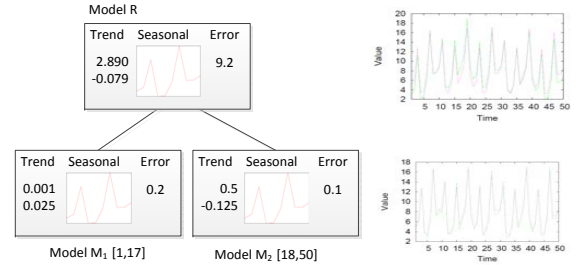 Model R
Trend Seasonal Error
2.890
-0.079
9.2
Trend Seasonal Error
0.001
0.025
0.2
Model M₁ [1,17]
Trend Seasonal Error
0.5
-0.125
0.1
Model M₂ [18,50]
20
18
16
14
12
10
8
6
4
2
Value
5 10 15 20 25 30 35 40 45 50
Time
18
16
14
12
10
8
6
4
2
Value
5 10 15 20 25 30 35 40 45 50
Time